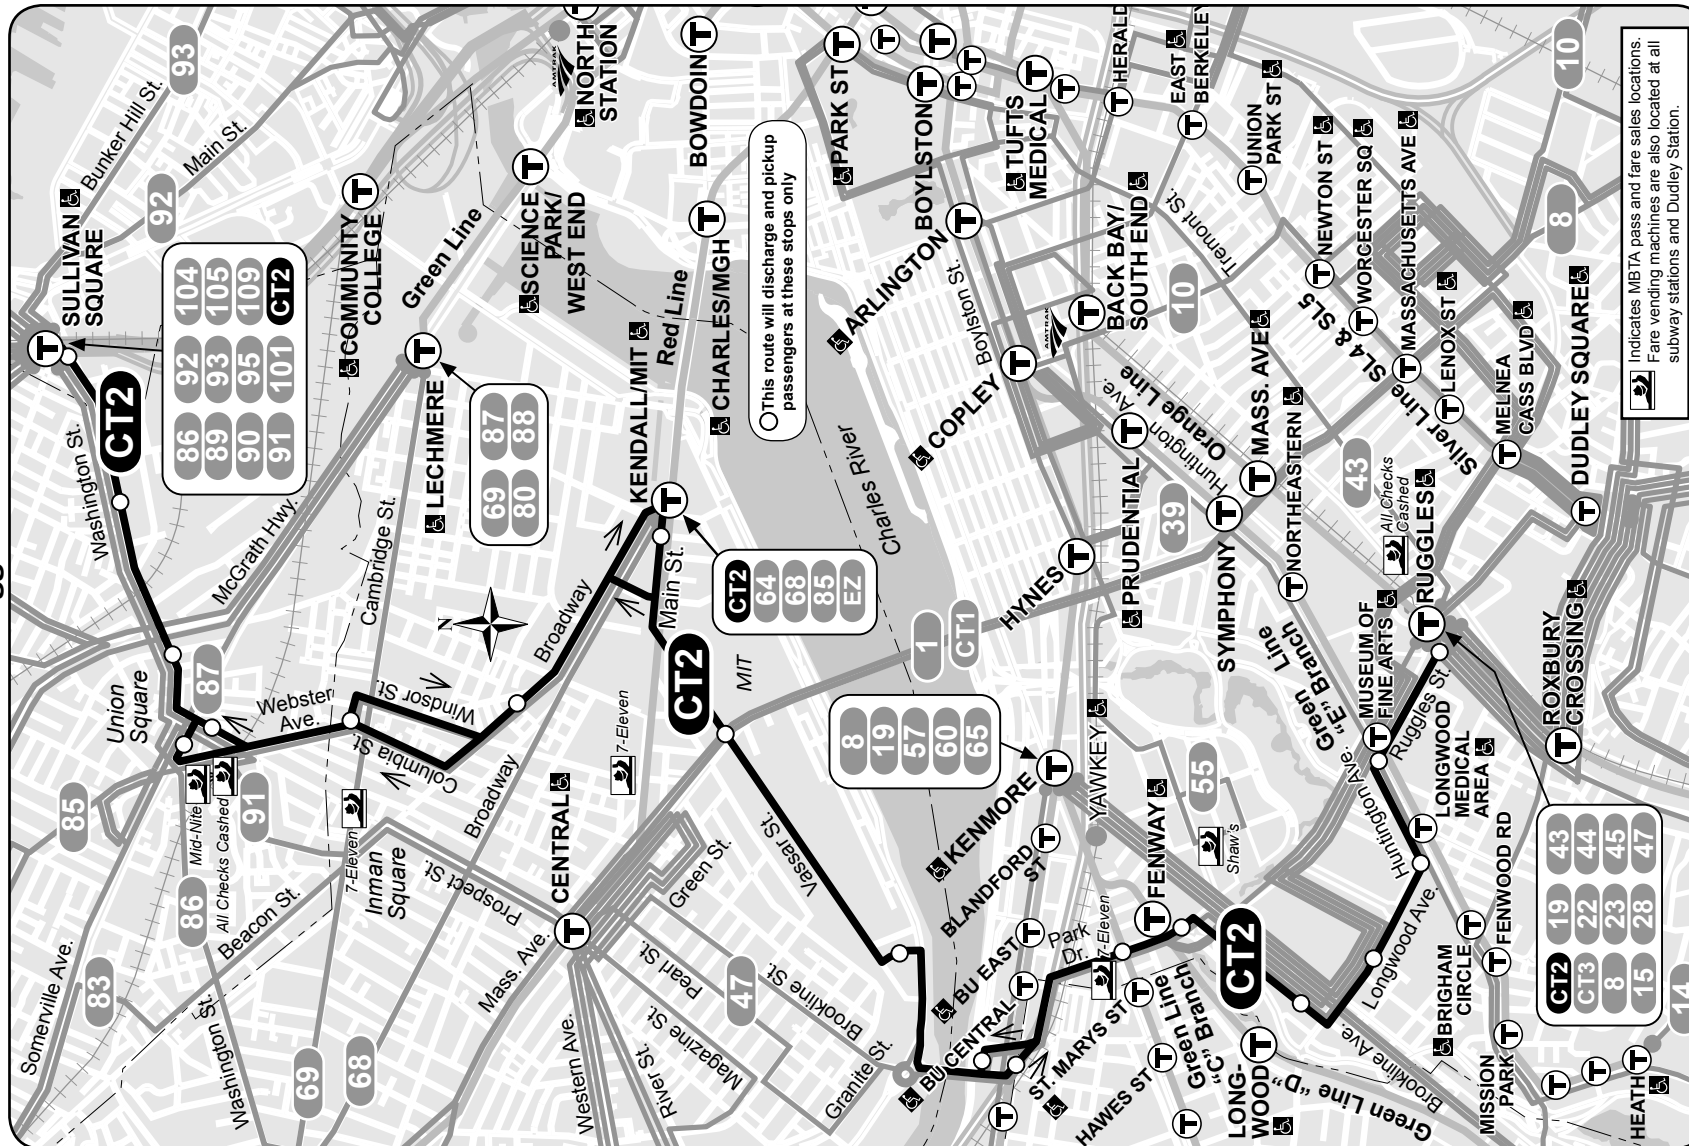 SULLIVAN
SQUARE
Bunker Hill St.
93
Main St.
92
86 92 104
89 93 105
90 95 109
91 101 CT2
CT2
Washington St.
COMMUNITY
COLLEGE
Green Line
AMTRAK
NORTH
STATION
SCIENCE
PARK/
WEST END
BOWDOIN
LECHMERE
69 87
80 88
McGrath Hwy.
Cambridge St.
KENDALL/MIT
Red Line
CHARLES/MGH
This route will discharge and pickup
passengers at these stops only
PARK ST
BOYLSTON
TUFTS
MEDICAL
HERALD
EAST
BERKELEY
UNION
PARK ST
ARLINGTON
Boylston St.
BACK BAY/
SOUTH END
AMTRAK
Tremont St.
10
10
8
NEWTON ST
WORCESTER SQ
MASSACHUSETTS AVE
LENOX ST
MELNEA
CASS BLVD
DUDLEY SQUARE
Silver Line SL4 & SL5
COPLEY
Huntington Ave.
Orange Line
MASS. AVE
NORTHEASTERN
43
All Checks
Cashed
RUGGLES
PRUDENTIAL
39
SYMPHONY
HYNES
Charles River
1
CT1
CT2
64
68
85
EZ
Main St.
CT2
MIT
Broadway
N
Union
Square
87
Webster
Ave.
Windsor St.
Columbia St.
Broadway
7-Eleven
CENTRAL
Mid-Nite
All Checks Cashed
91
85
86
7-Eleven
Inman
Square
Prospect St.
Beacon St.
Somerville Ave.
83
Washington St.
69
68
Mass. Ave.
Western Ave.
River St.
Magazine St.
Pearl St.
Green St.
47
Brookline St.
Granite St.
Vassar St.
8
19
57
60
65
KENMORE
YAWKEY
BLANDFORD
ST
BU EAST
BU CENTRAL
ST. MARYS ST
HAWES ST
Park
Dr.
7-Eleven
FENWAY
55
Shaw's
Green Line
"C" Branch
LONG-
WOOD
Green Line "D"
CT2
Brookline Ave.
Longwood Ave.
Huntington Ave.
Green Line
"E" Branch
MUSEUM OF
FINE ARTS
Ruggles St.
LONGWOOD
MEDICAL
AREA
BRIGHAM
CIRCLE
FENWOOD RD
MISSION
PARK
HEATH
14
ROXBURY
CROSSING
CT2 19 43
CT3 22 44
8 23 45
15 28 47
Indicates MBTA pass and fare sales locations.
Fare vending machines are also located at all
subway stations and Dudley Station.